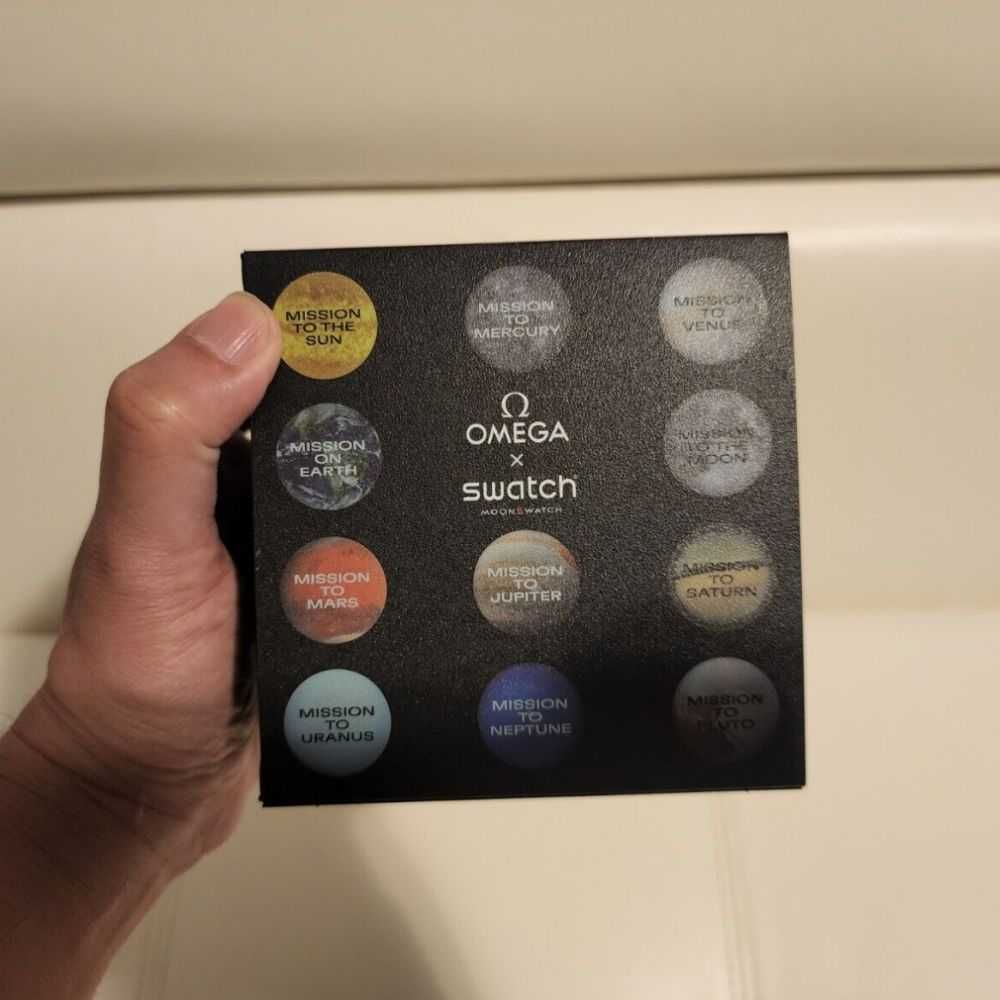 MISSION
TO THE
SUN
MISSION
TO
MERCURY
MISSION
TO
VENUS
MISSION
ON
EARTH
Ω
OMEGA
×
swatch
MOONSWATCH
MISSION
TO THE
MOON
MISSION
TO
MARS
MISSION
TO
JUPITER
MISSION
TO
SATURN
MISSION
TO
URANUS
MISSION
TO
NEPTUNE
MISSION
TO
PLUTO